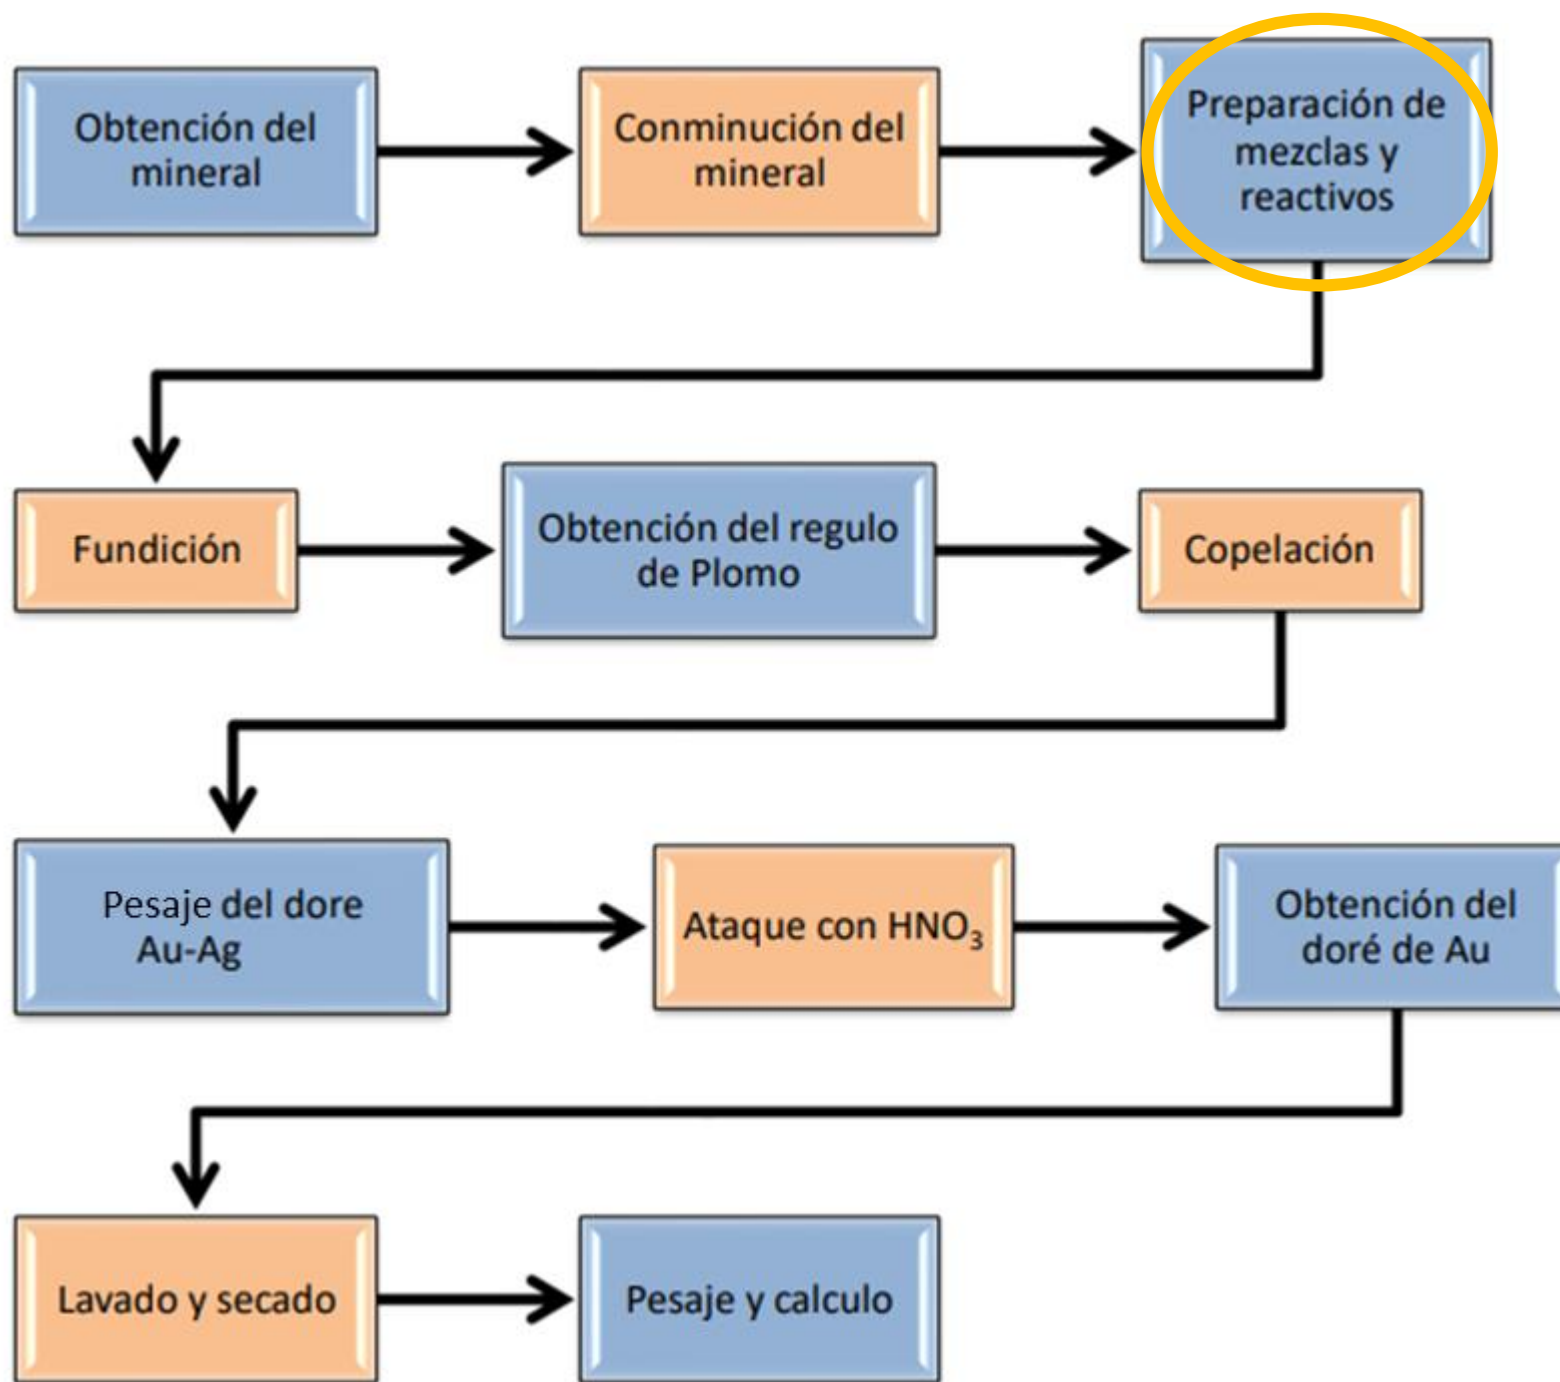 Obtención del
mineral
Conminución del
mineral
Preparación de
mezclas y
reactivos
Fundición
Obtención del regulo
de Plomo
Copelación
Pesaje del dore
Au-Ag
Ataque con HNO₃
Obtención del
doré de Au
Lavado y secado
Pesaje y calculo